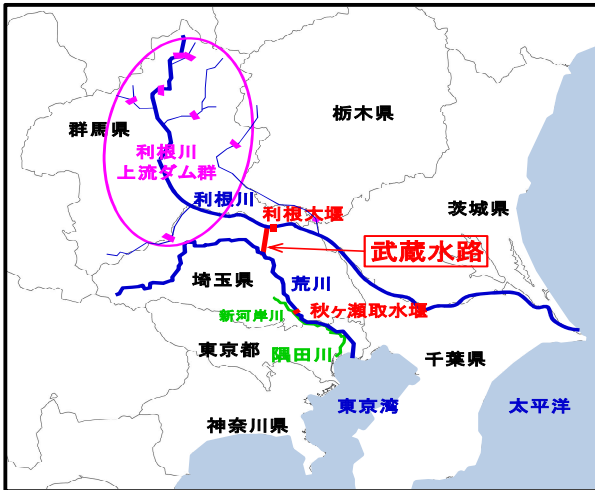 栃木県
群馬県
利根川
上流ダム群
利根川
茨城県
利根大堰
武蔵水路
埼玉県
荒川
新河岸川
秋ヶ瀬取水堰
東京都
隅田川
千葉県
東京湾
太平洋
神奈川県